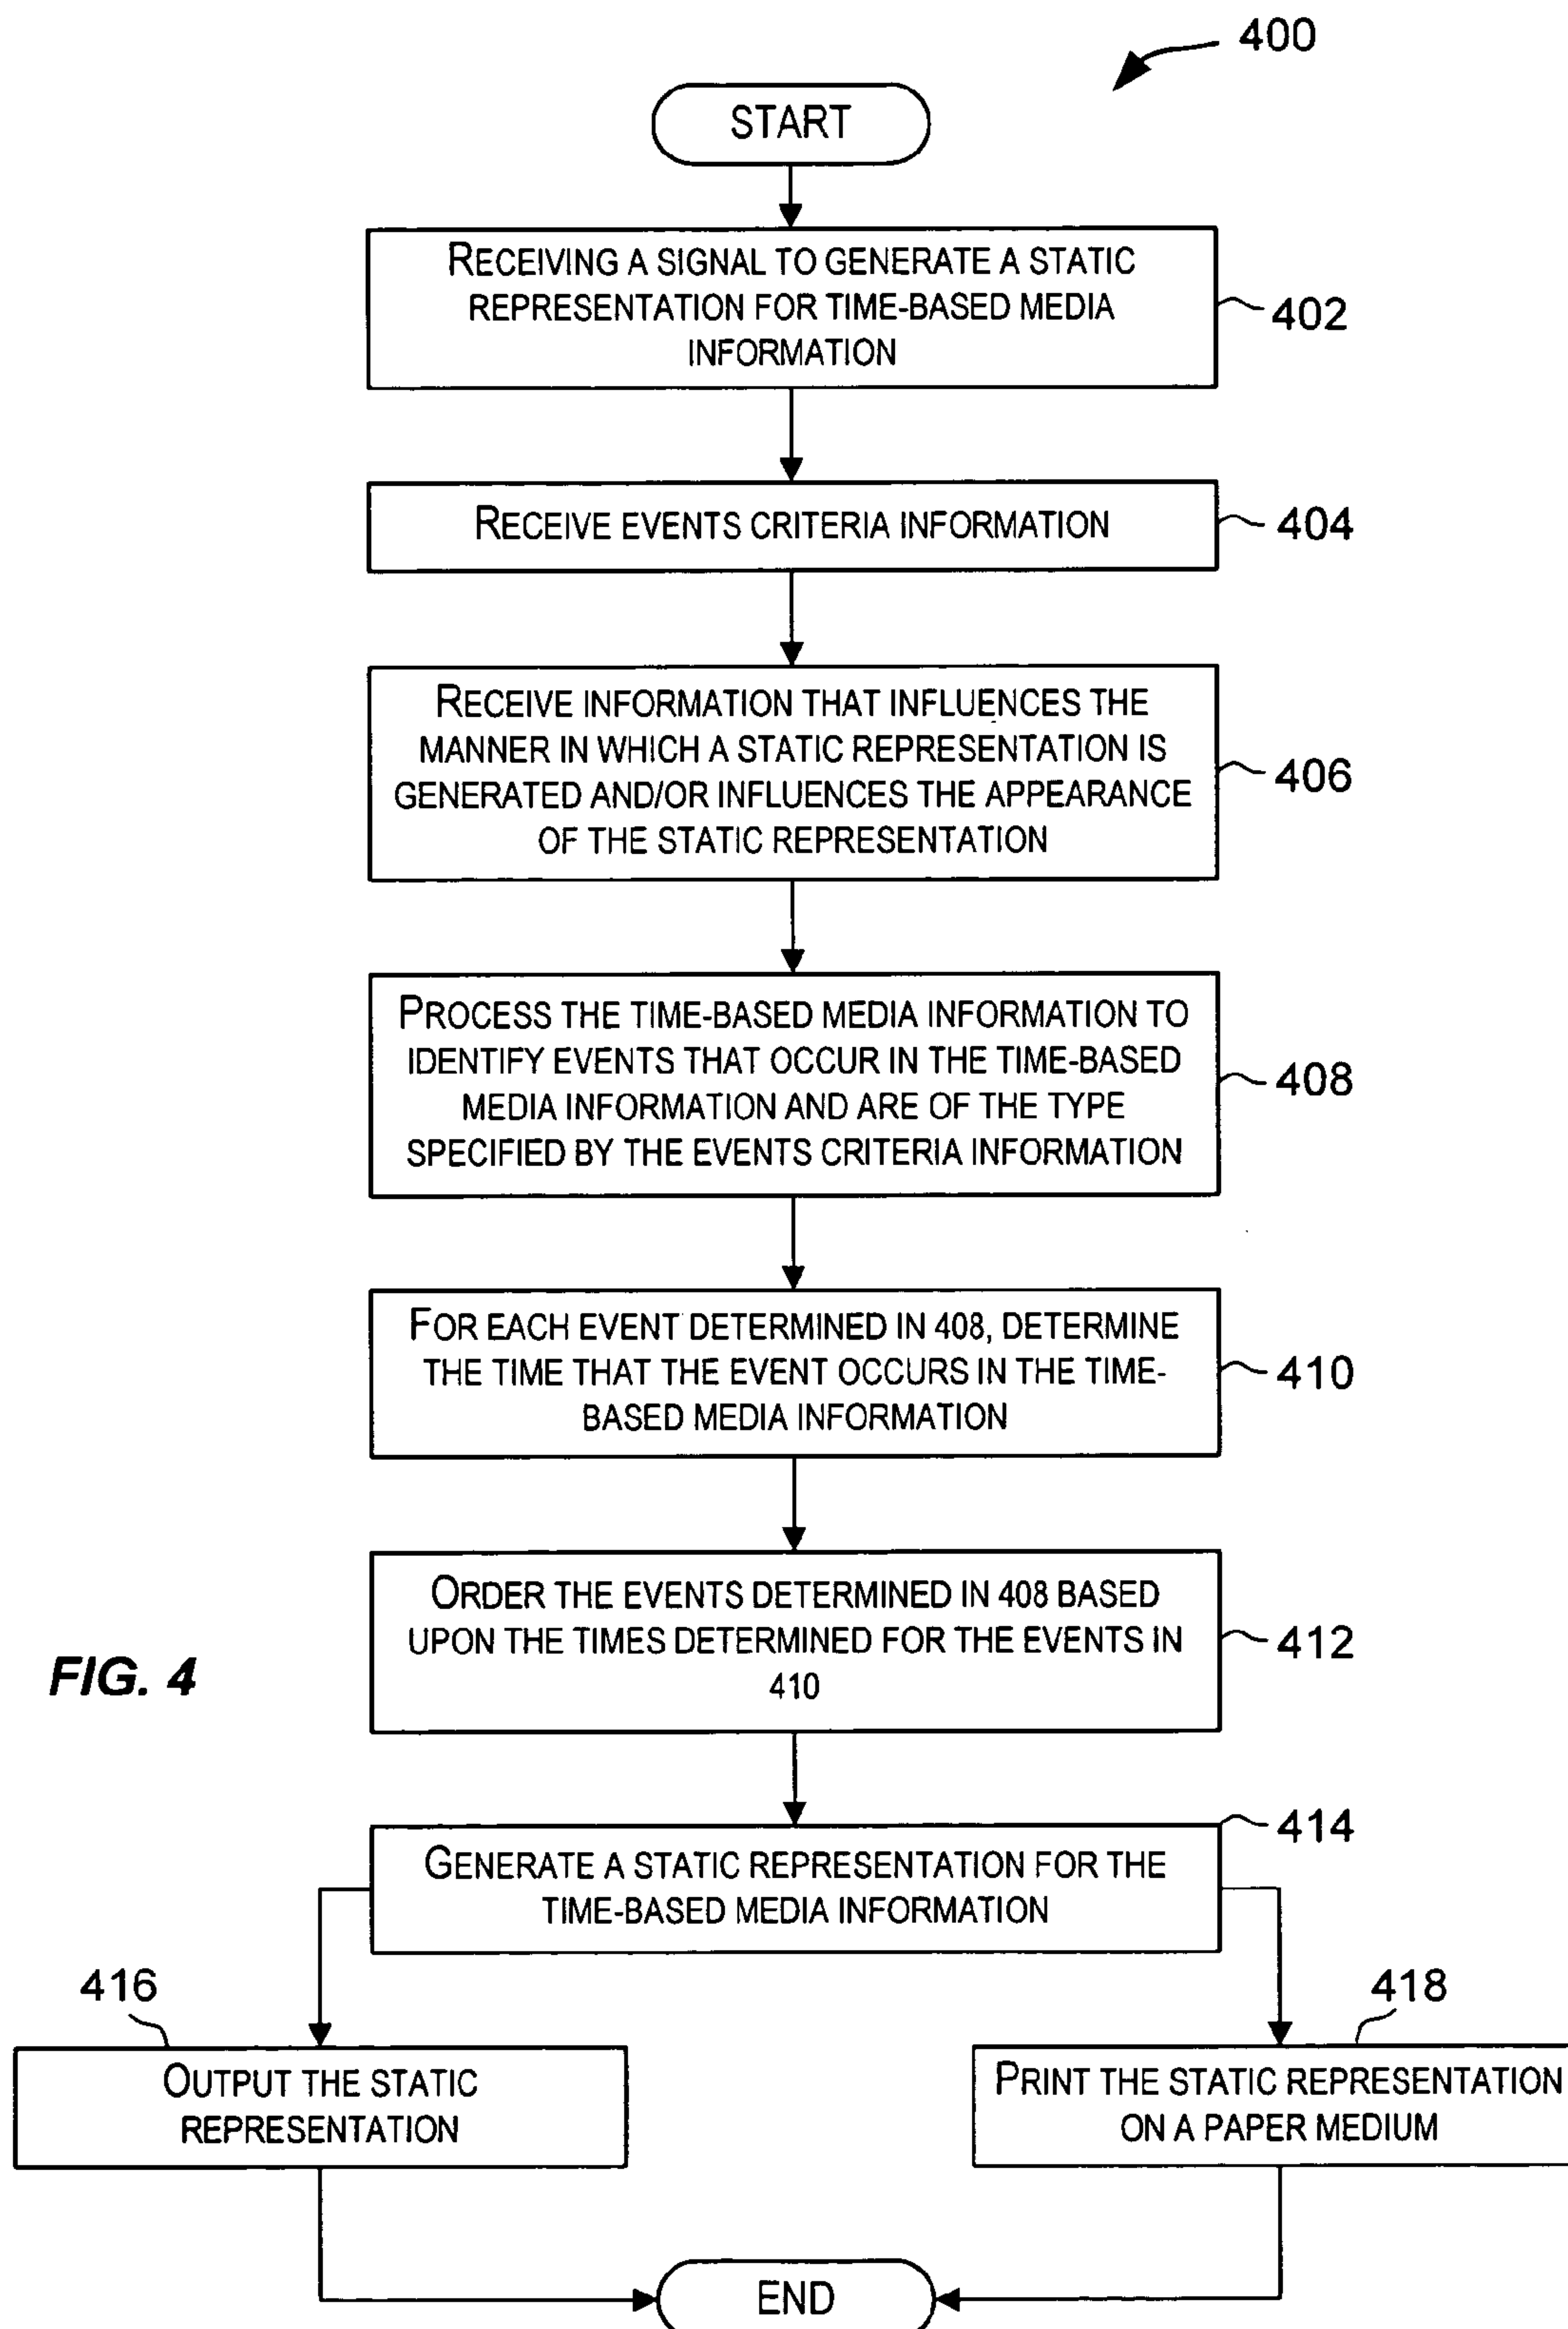 400
START
RECEIVING A SIGNAL TO GENERATE A STATIC
REPRESENTATION FOR TIME-BASED MEDIA
INFORMATION
402
RECEIVE EVENTS CRITERIA INFORMATION
404
RECEIVE INFORMATION THAT INFLUENCES THE
MANNER IN WHICH A STATIC REPRESENTATION IS
GENERATED AND/OR INFLUENCES THE APPEARANCE
OF THE STATIC REPRESENTATION
406
PROCESS THE TIME-BASED MEDIA INFORMATION TO
IDENTIFY EVENTS THAT OCCUR IN THE TIME-BASED
MEDIA INFORMATION AND ARE OF THE TYPE
SPECIFIED BY THE EVENTS CRITERIA INFORMATION
408
FOR EACH EVENT DETERMINED IN 408, DETERMINE
THE TIME THAT THE EVENT OCCURS IN THE TIME-
BASED MEDIA INFORMATION
410
ORDER THE EVENTS DETERMINED IN 408 BASED
UPON THE TIMES DETERMINED FOR THE EVENTS IN
410
412
FIG. 4
GENERATE A STATIC REPRESENTATION FOR THE
TIME-BASED MEDIA INFORMATION
414
416
OUTPUT THE STATIC
REPRESENTATION
418
PRINT THE STATIC REPRESENTATION
ON A PAPER MEDIUM
END